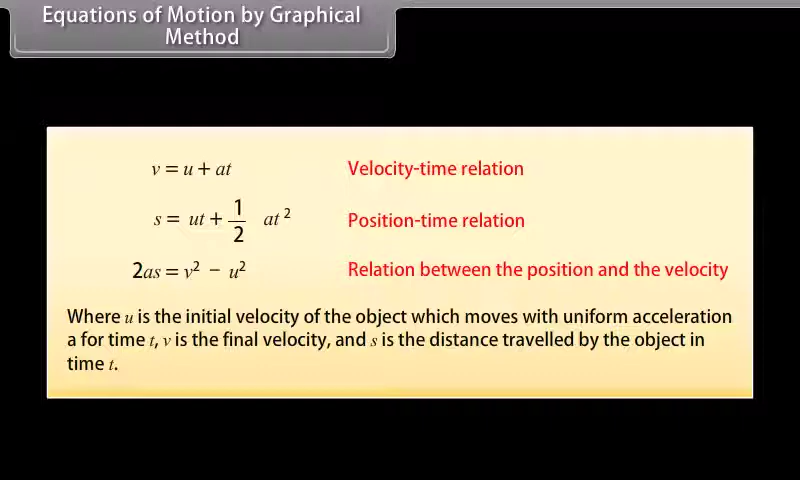 Equations of Motion by Graphical
Method
v = u + at Velocity-time relation
s = ut + 1/2 at² Position-time relation
2as = v² − u² Relation between the position and the velocity
Where u is the initial velocity of the object which moves with uniform acceleration
a for time t, v is the final velocity, and s is the distance travelled by the object in
time t.